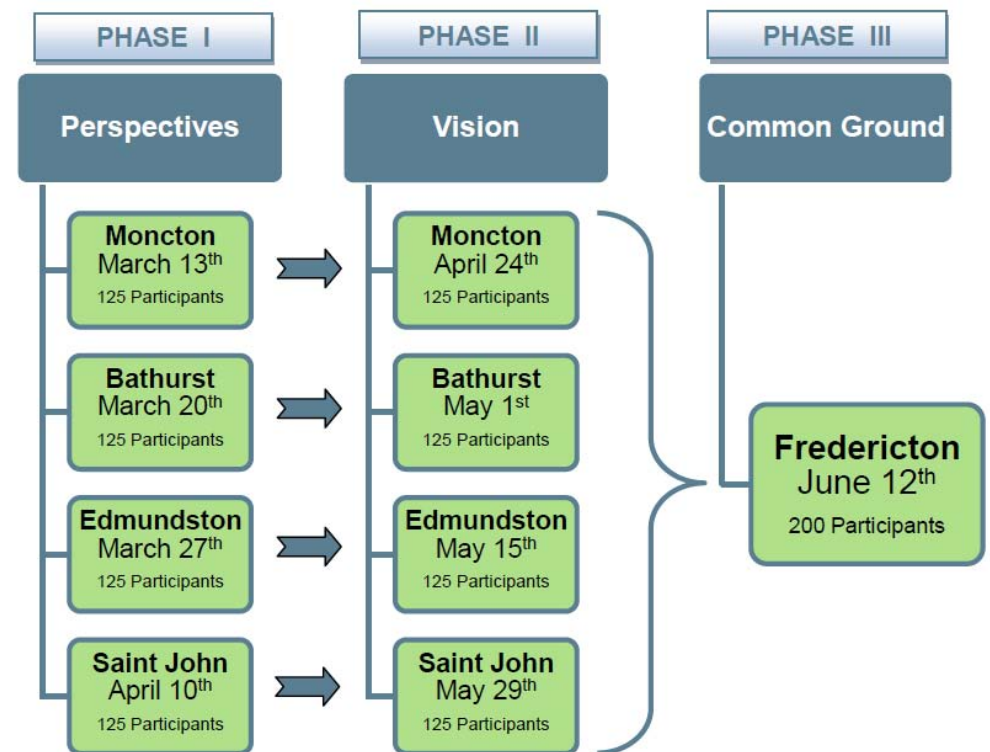 PHASE I
Perspectives
Moncton
March 13th
125 Participants
Bathurst
March 20th
125 Participants
Edmundston
March 27th
125 Participants
Saint John
April 10th
125 Participants
PHASE II
Vision
Moncton
April 24th
125 Participants
Bathurst
May 1st
125 Participants
Edmundston
May 15th
125 Participants
Saint John
May 29th
125 Participants
PHASE III
Common Ground
Fredericton
June 12th
200 Participants